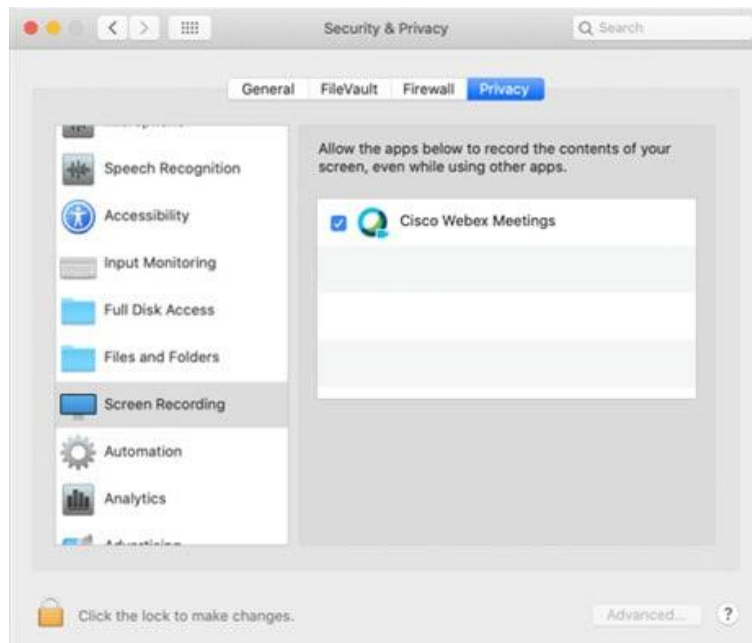 Security & Privacy
Search
General FileVault Firewall Privacy
Speech Recognition
Accessibility
Input Monitoring
Full Disk Access
Files and Folders
Screen Recording
Automation
Analytics
Allow the apps below to record the contents of your
screen, even while using other apps.
Cisco Webex Meetings
Click the lock to make changes.
Advanced...
?